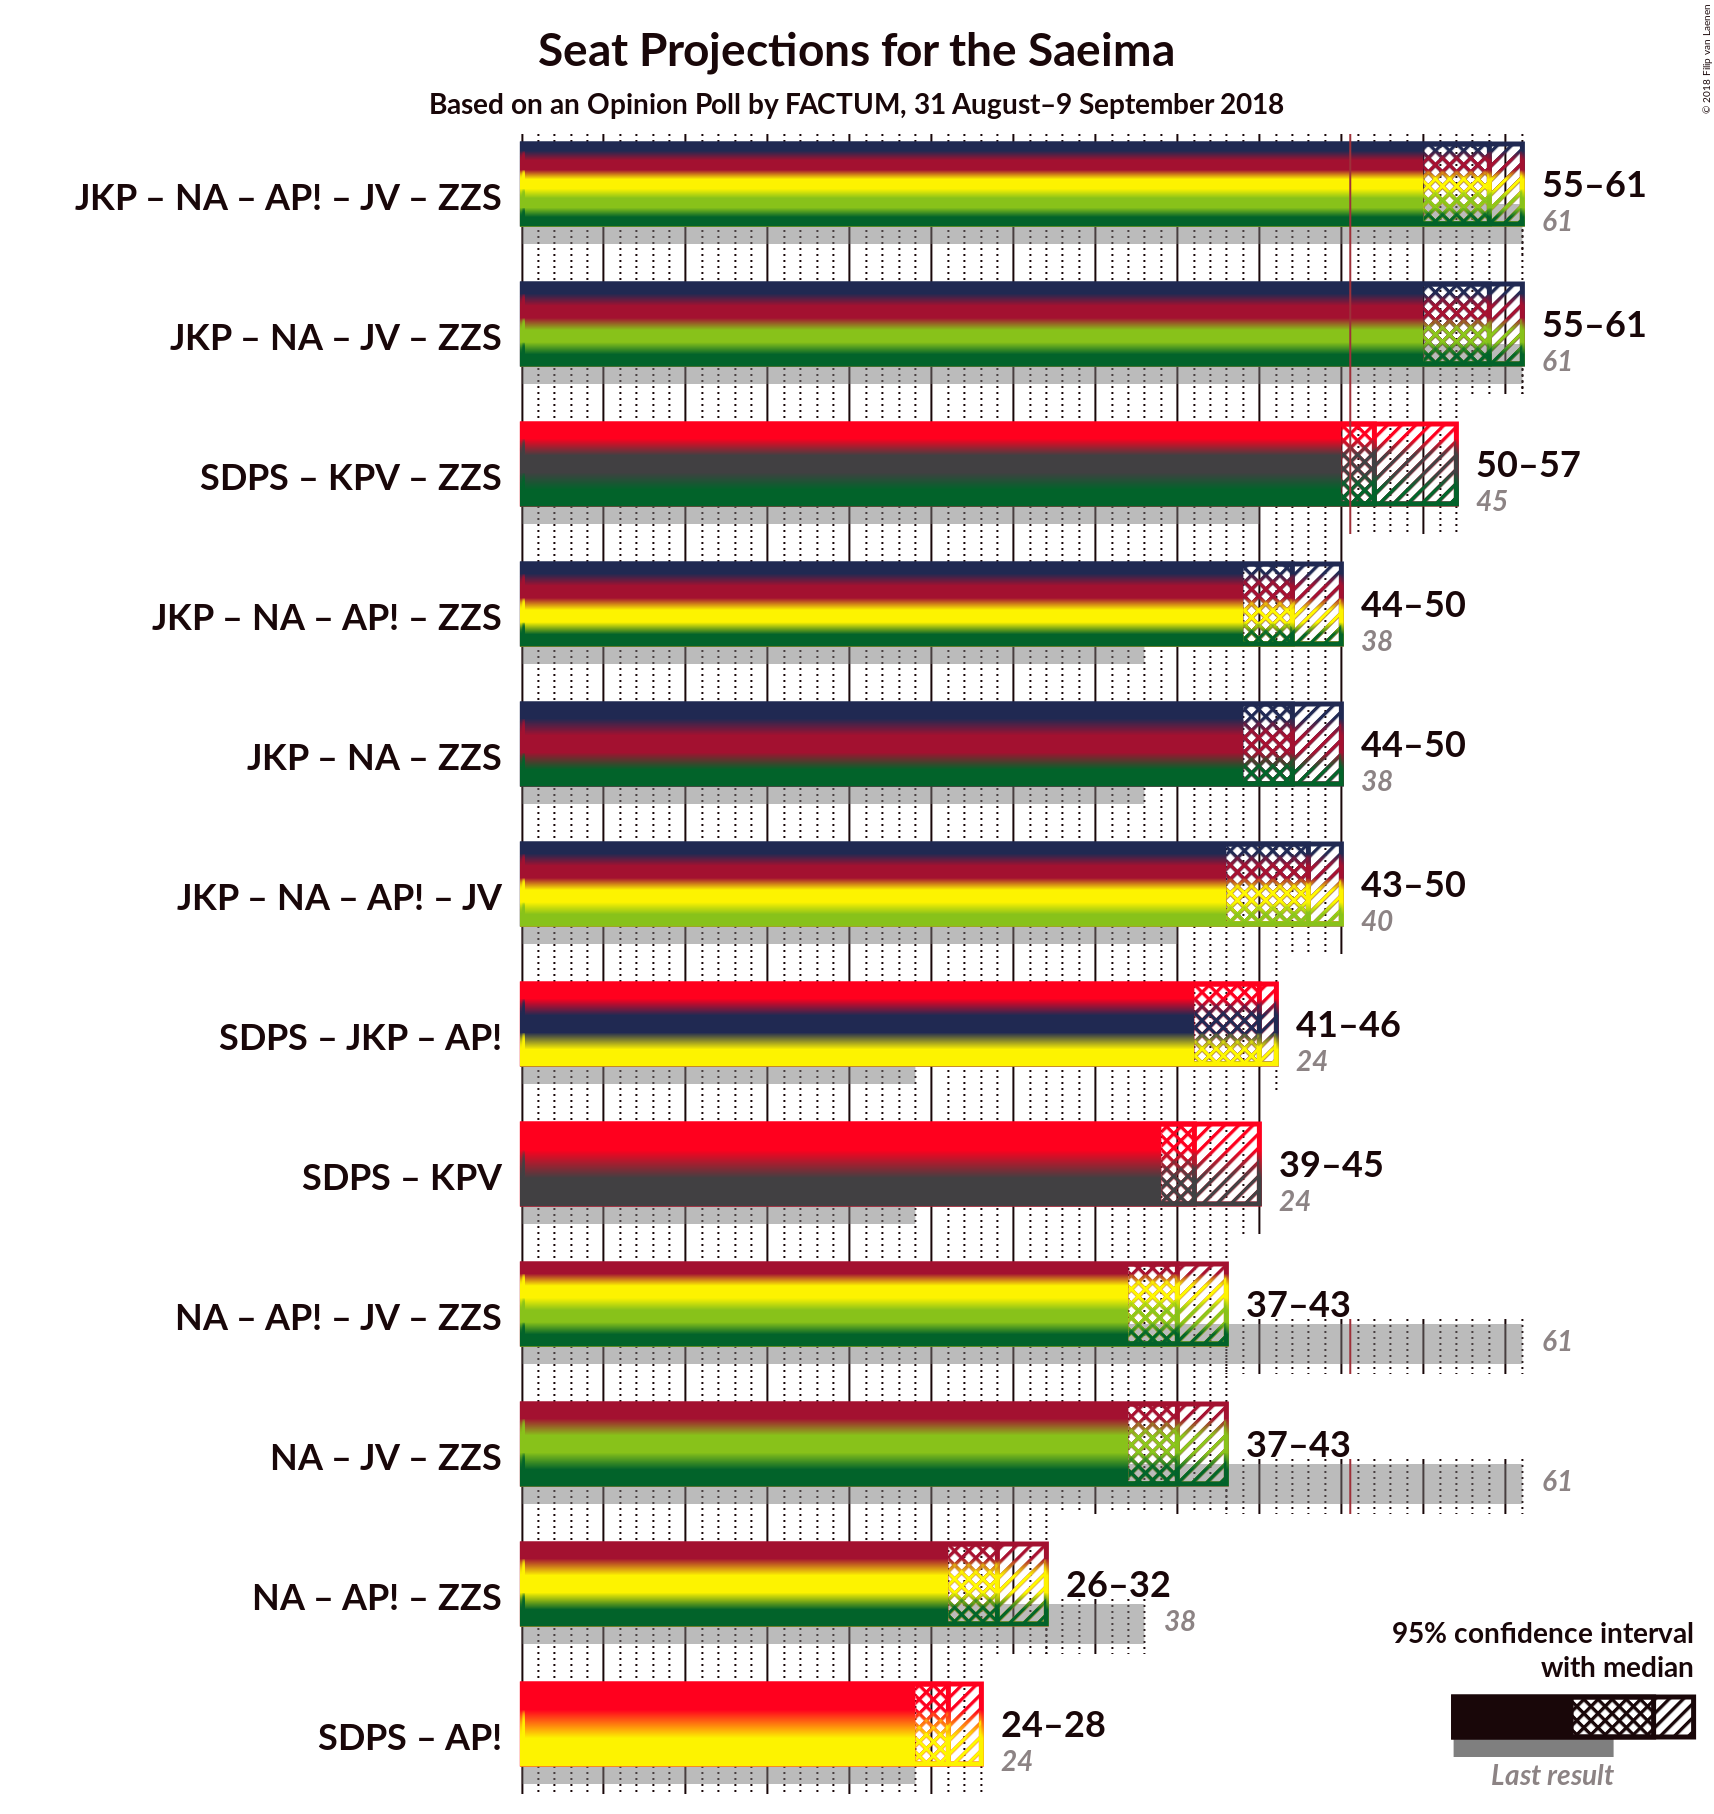 Seat Projections for the Saeima
Based on an Opinion Poll by FACTUM, 31 August–9 September 2018
© 2018 Filip van Laenen
JKP – NA – AP! – JV – ZZS
55–61
61
JKP – NA – JV – ZZS
55–61
61
SDPS – KPV – ZZS
50–57
45
JKP – NA – AP! – ZZS
44–50
38
JKP – NA – ZZS
44–50
38
JKP – NA – AP! – JV
43–50
40
SDPS – JKP – AP!
41–46
24
SDPS – KPV
39–45
24
NA – AP! – JV – ZZS
37–43
61
NA – JV – ZZS
37–43
61
NA – AP! – ZZS
26–32
38
SDPS – AP!
24–28
24
95% confidence interval
with median
Last result